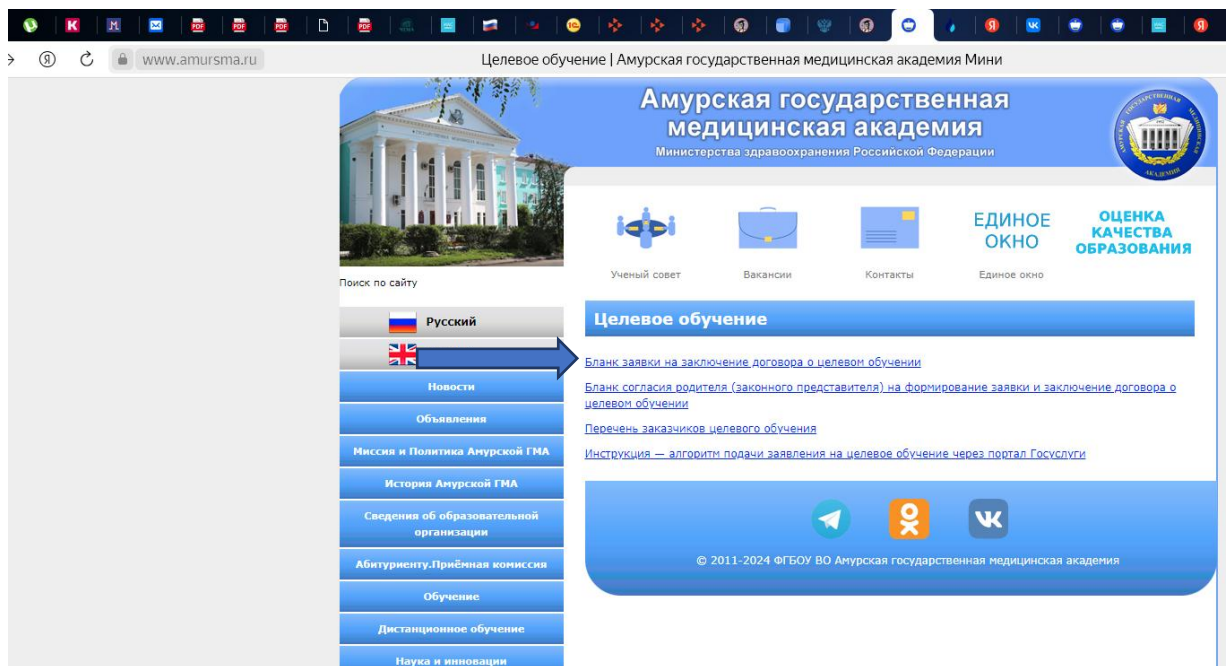 www.amursma.ru
Целевое обучение | Амурская государственная медицинская академия Мини
Амурская государственная
медицинская академия
Министерства здравоохранения Российской Федерации
АМУРСКАЯ ГОСУДАРСТВЕННАЯ МЕДИЦИНСКАЯ АКАДЕМИЯ
Ученый совет
Вакансии
Контакты
ЕДИНОЕ
ОКНО
Единое окно
ОЦЕНКА
КАЧЕСТВА
ОБРАЗОВАНИЯ
Поиск по сайту
Русский
Новости
Объявления
Миссия и Политика Амурской ГМА
История Амурской ГМА
Сведения об образовательной
организации
Абитуриенту.Приёмная комиссия
Обучение
Дистанционное обучение
Наука и инновации
Целевое обучение
Бланк заявки на заключение договора о целевом обучении
Бланк согласия родителя (законного представителя) на формирование заявки и заключение договора о
целевом обучении
Перечень заказчиков целевого обучения
Инструкция — алгоритм подачи заявления на целевое обучение через портал Госуслуги
© 2011-2024 ФГБОУ ВО Амурская государственная медицинская академия